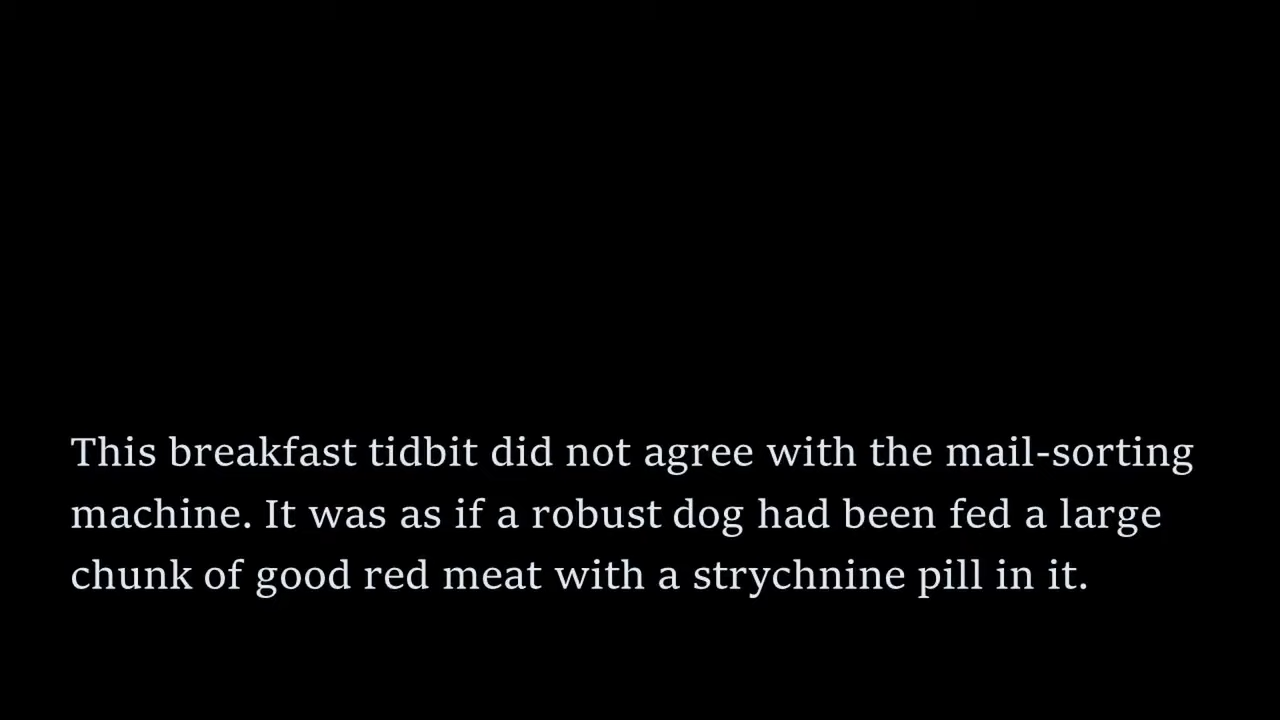 This breakfast tidbit did not agree with the mail-sorting
machine. It was as if a robust dog had been fed a large
chunk of good red meat with a strychnine pill in it.